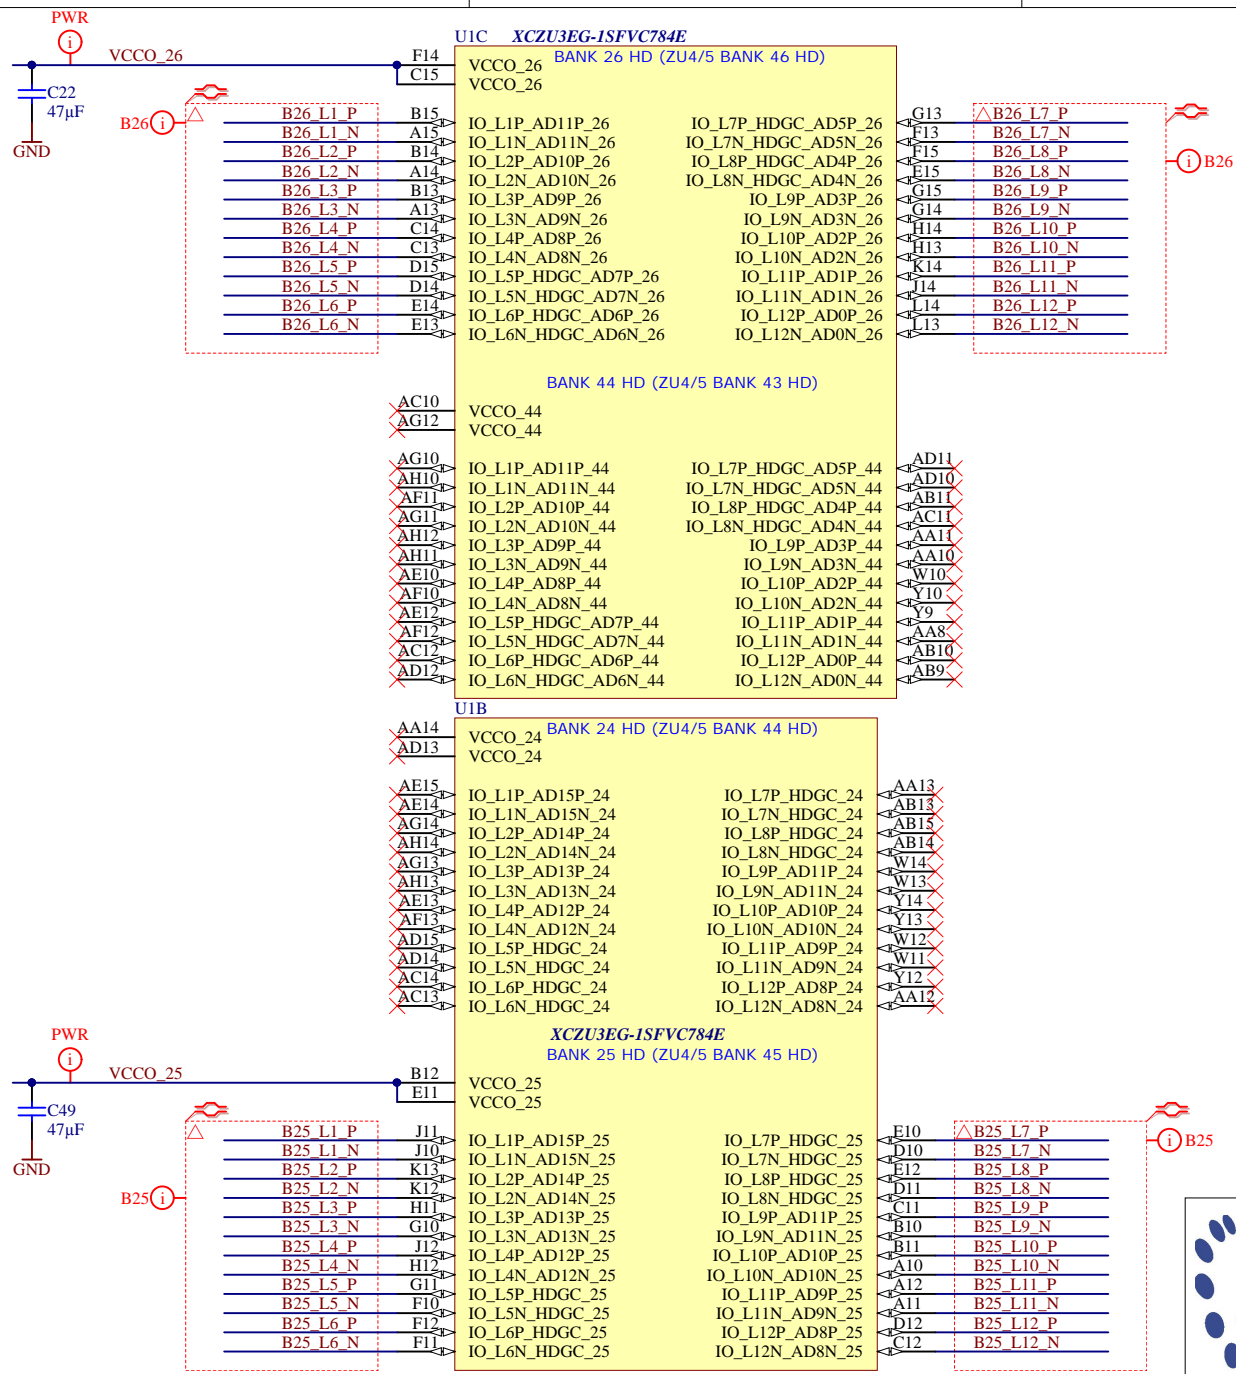 PWR
U1C XCZU3EG-1SFVC784E
VCCO_26 F14 VCCO_26 BANK 26 HD (ZU4/5 BANK 46 HD)
C15 VCCO_26
C22
47µF
GND
B26 B26
B26_L1_P B15 IO_L1P_AD11P_26 IO_L7P_HDGC_AD5P_26 G13 B26_L7_P
B26_L1_N A15 IO_L1N_AD11N_26 IO_L7N_HDGC_AD5N_26 F13 B26_L7_N
B26_L2_P B14 IO_L2P_AD10P_26 IO_L8P_HDGC_AD4P_26 F15 B26_L8_P
B26_L2_N A14 IO_L2N_AD10N_26 IO_L8N_HDGC_AD4N_26 E15 B26_L8_N
B26_L3_P B13 IO_L3P_AD9P_26 IO_L9P_AD3P_26 G15 B26_L9_P
B26_L3_N A13 IO_L3N_AD9N_26 IO_L9N_AD3N_26 G14 B26_L9_N
B26_L4_P C14 IO_L4P_AD8P_26 IO_L10P_AD2P_26 H14 B26_L10_P
B26_L4_N C13 IO_L4N_AD8N_26 IO_L10N_AD2N_26 H13 B26_L10_N
B26_L5_P D15 IO_L5P_HDGC_AD7P_26 IO_L11P_AD1P_26 K14 B26_L11_P
B26_L5_N D14 IO_L5N_HDGC_AD7N_26 IO_L11N_AD1N_26 J14 B26_L11_N
B26_L6_P E14 IO_L6P_HDGC_AD6P_26 IO_L12P_AD0P_26 L14 B26_L12_P
B26_L6_N E13 IO_L6N_HDGC_AD6N_26 IO_L12N_AD0N_26 L13 B26_L12_N
BANK 44 HD (ZU4/5 BANK 43 HD)
AC10 VCCO_44
AG12 VCCO_44
AG10 IO_L1P_AD11P_44 IO_L7P_HDGC_AD5P_44 AD11
AH10 IO_L1N_AD11N_44 IO_L7N_HDGC_AD5N_44 AD10
AF11 IO_L2P_AD10P_44 IO_L8P_HDGC_AD4P_44 AB11
AG11 IO_L2N_AD10N_44 IO_L8N_HDGC_AD4N_44 AC11
AH12 IO_L3P_AD9P_44 IO_L9P_AD3P_44 AA11
AH11 IO_L3N_AD9N_44 IO_L9N_AD3N_44 AA10
AE10 IO_L4P_AD8P_44 IO_L10P_AD2P_44 W10
AF10 IO_L4N_AD8N_44 IO_L10N_AD2N_44 Y10
AE12 IO_L5P_HDGC_AD7P_44 IO_L11P_AD1P_44 Y9
AF12 IO_L5N_HDGC_AD7N_44 IO_L11N_AD1N_44 AA8
AC12 IO_L6P_HDGC_AD6P_44 IO_L12P_AD0P_44 AB10
AD12 IO_L6N_HDGC_AD6N_44 IO_L12N_AD0N_44 AB9
U1B
AA14 VCCO_24 BANK 24 HD (ZU4/5 BANK 44 HD)
AD13 VCCO_24
AE15 IO_L1P_AD15P_24 IO_L7P_HDGC_24 AA13
AE14 IO_L1N_AD15N_24 IO_L7N_HDGC_24 AB13
AG14 IO_L2P_AD14P_24 IO_L8P_HDGC_24 AB15
AH14 IO_L2N_AD14N_24 IO_L8N_HDGC_24 AB14
AG13 IO_L3P_AD13P_24 IO_L9P_AD11P_24 W14
AH13 IO_L3N_AD13N_24 IO_L9N_AD11N_24 W13
AE13 IO_L4P_AD12P_24 IO_L10P_AD10P_24 Y14
AF13 IO_L4N_AD12N_24 IO_L10N_AD10N_24 Y13
AD15 IO_L5P_HDGC_24 IO_L11P_AD9P_24 W12
AD14 IO_L5N_HDGC_24 IO_L11N_AD9N_24 W11
AC14 IO_L6P_HDGC_24 IO_L12P_AD8P_24 Y12
AC13 IO_L6N_HDGC_24 IO_L12N_AD8N_24 AA12
PWR XCZU3EG-1SFVC784E
BANK 25 HD (ZU4/5 BANK 45 HD)
VCCO_25 B12 VCCO_25
E11 VCCO_25
C49
47µF
GND
B25 B25
B25_L1_P J11 IO_L1P_AD15P_25 IO_L7P_HDGC_25 E10 B25_L7_P
B25_L1_N J10 IO_L1N_AD15N_25 IO_L7N_HDGC_25 D10 B25_L7_N
B25_L2_P K13 IO_L2P_AD14P_25 IO_L8P_HDGC_25 E12 B25_L8_P
B25_L2_N K12 IO_L2N_AD14N_25 IO_L8N_HDGC_25 D11 B25_L8_N
B25_L3_P H11 IO_L3P_AD13P_25 IO_L9P_AD11P_25 C11 B25_L9_P
B25_L3_N G10 IO_L3N_AD13N_25 IO_L9N_AD11N_25 B10 B25_L9_N
B25_L4_P J12 IO_L4P_AD12P_25 IO_L10P_AD10P_25 B11 B25_L10_P
B25_L4_N H12 IO_L4N_AD12N_25 IO_L10N_AD10N_25 A10 B25_L10_N
B25_L5_P G11 IO_L5P_HDGC_25 IO_L11P_AD9P_25 A12 B25_L11_P
B25_L5_N F10 IO_L5N_HDGC_25 IO_L11N_AD9N_25 A11 B25_L11_N
B25_L6_P F12 IO_L6P_HDGC_25 IO_L12P_AD8P_25 D12 B25_L12_P
B25_L6_N F11 IO_L6N_HDGC_25 IO_L12N_AD8N_25 C12 B25_L12_N